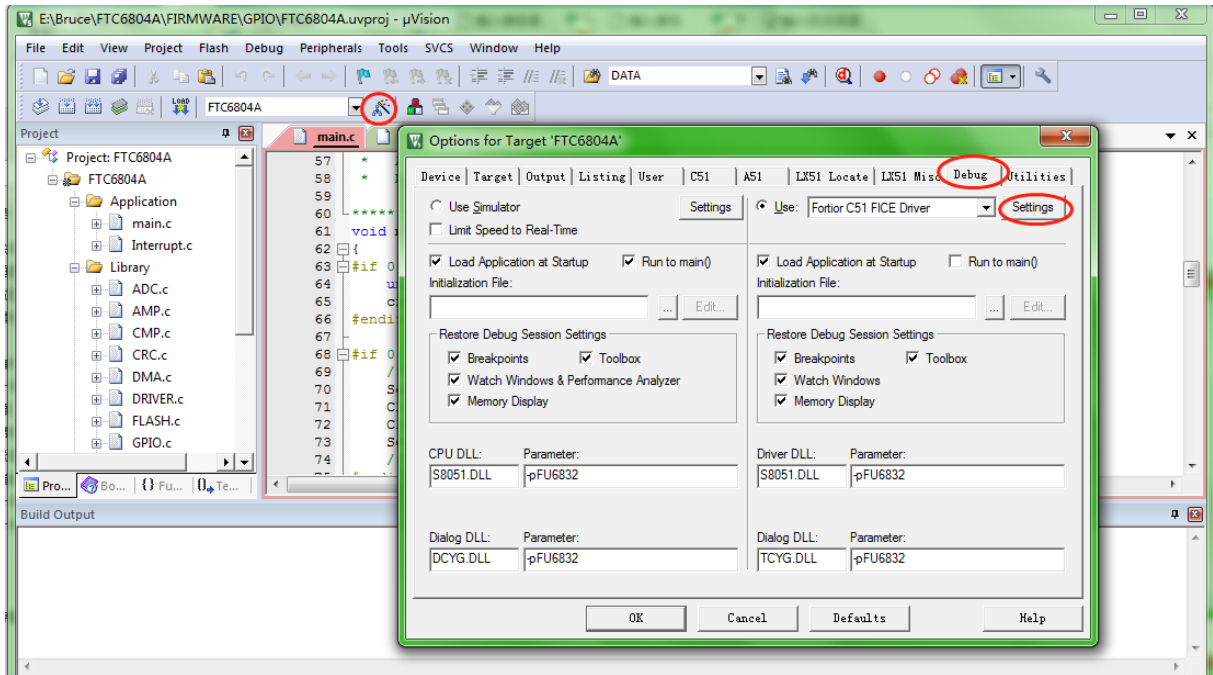 E:\Bruce\FTC6804A\FIRMWARE\GPIO\FTC6804A.uvproj - µVision
File Edit View Project Flash Debug Peripherals Tools SVCS Window Help
DATA
LOAD FTC6804A
Project
Project: FTC6804A
FTC6804A
Application
main.c
Interrupt.c
Library
ADC.c
AMP.c
CMP.c
CRC.c
DMA.c
DRIVER.c
FLASH.c
GPIO.c
Pro... Bo... {} Fu... 0 Te...
main.c
57 *
58 *
59
60 *****
61 void
62 {
63 #if 0
64
65
66 #endi
67
68 #if 0
69 /
70 S
71 C
72 C
73 S
74 /
Options for Target 'FTC6804A'
Device Target Output Listing User C51 A51 LX51 Locate LX51 Misc Debug Utilities
Use Simulator Settings
Limit Speed to Real-Time
Load Application at Startup Run to main()
Initialization File:
... Edit...
Restore Debug Session Settings
Breakpoints Toolbox
Watch Windows & Performance Analyzer
Memory Display
CPU DLL: Parameter:
S8051.DLL -pFU6832
Dialog DLL: Parameter:
DCYG.DLL -pFU6832
Use: Fortior C51 FICE Driver Settings
Load Application at Startup Run to main()
Initialization File:
... Edit...
Restore Debug Session Settings
Breakpoints Toolbox
Watch Windows
Memory Display
Driver DLL: Parameter:
S8051.DLL -pFU6832
Dialog DLL: Parameter:
TCYG.DLL -pFU6832
OK Cancel Defaults Help
Build Output